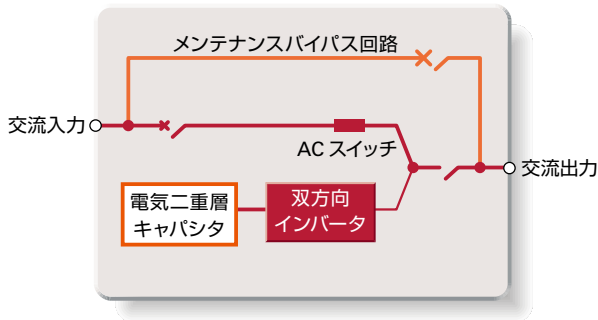 メンテナンスバイパス回路
交流入力
ACスイッチ
交流出力
電気二重層
キャパシタ
双方向
インバータ